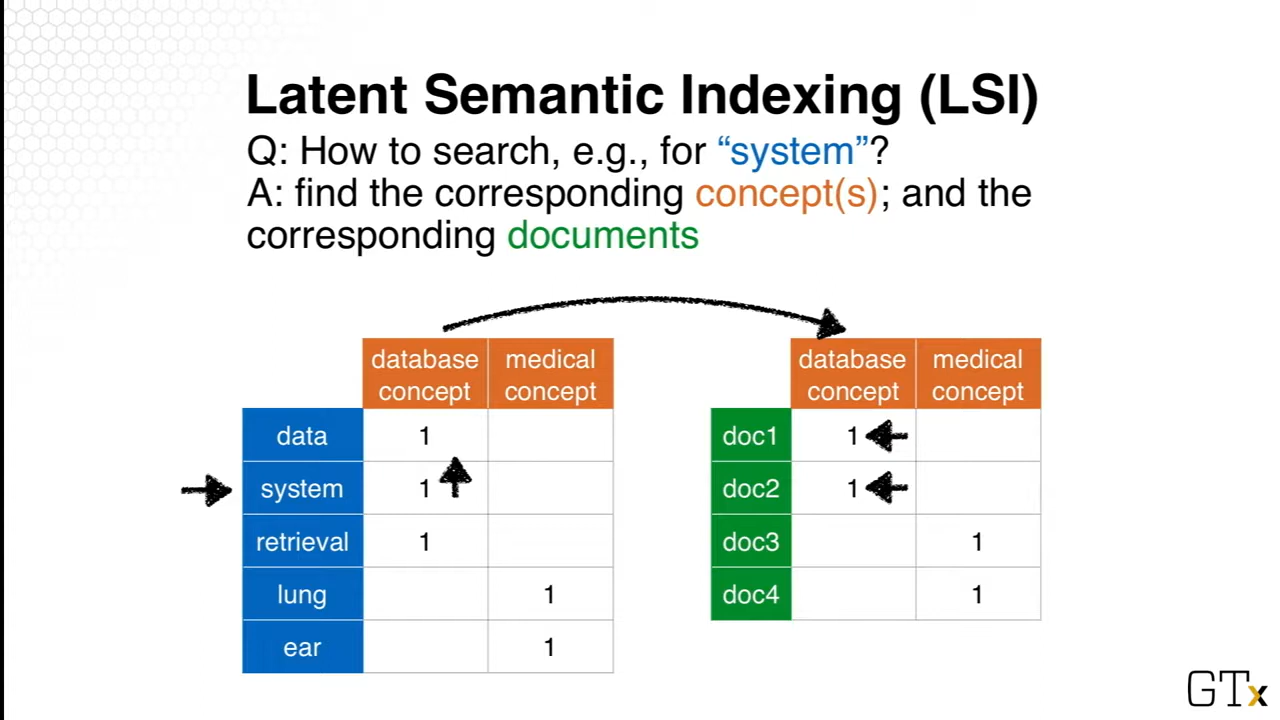 Latent Semantic Indexing (LSI)
Q: How to search, e.g., for “system”?
A: find the corresponding concept(s); and the
corresponding documents
database medical
concept concept
data 1
system 1
retrieval 1
lung 1
ear 1
database medical
concept concept
doc1 1
doc2 1
doc3 1
doc4 1
GTx